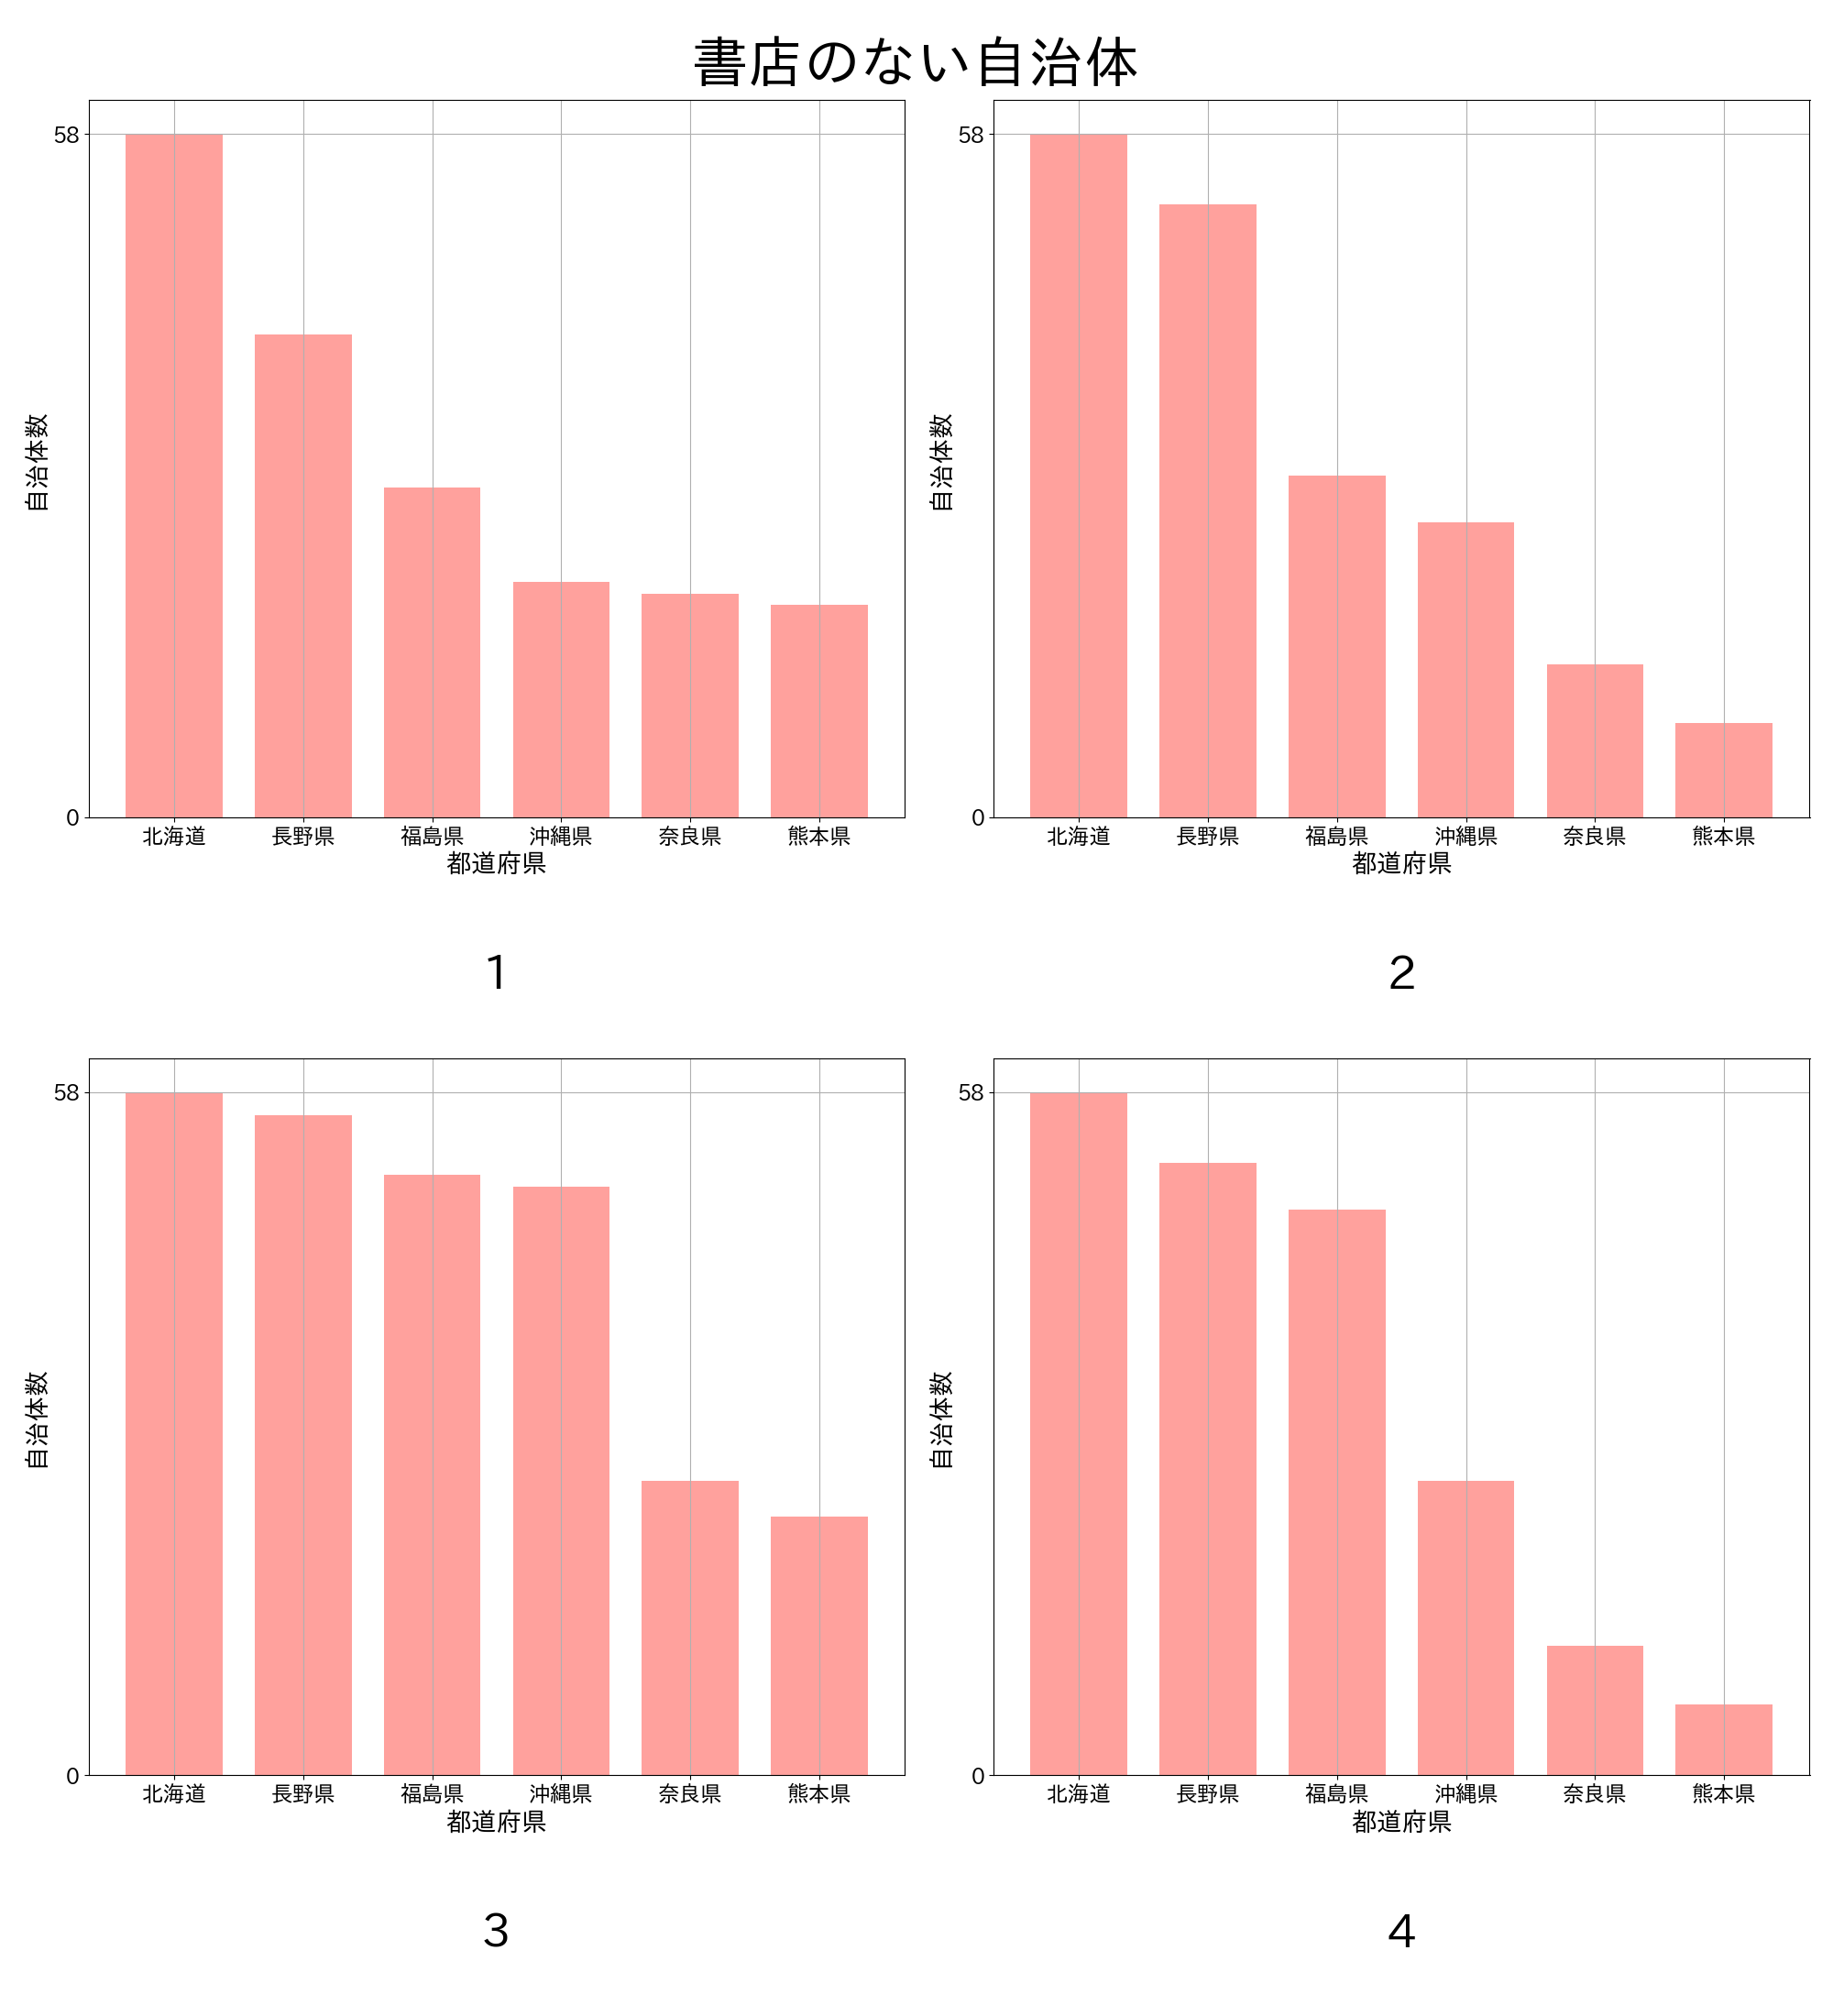 書店のない自治体
58
0
自治体数
北海道 長野県 福島県 沖縄県 奈良県 熊本県
都道府県
1
58
0
自治体数
北海道 長野県 福島県 沖縄県 奈良県 熊本県
都道府県
2
58
0
自治体数
北海道 長野県 福島県 沖縄県 奈良県 熊本県
都道府県
3
58
0
自治体数
北海道 長野県 福島県 沖縄県 奈良県 熊本県
都道府県
4